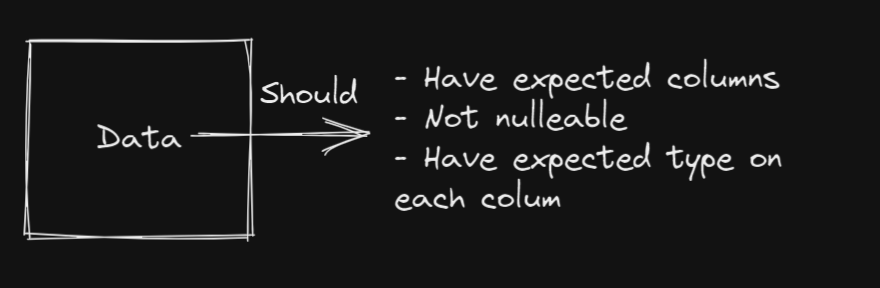 Data
Should
- Have expected columns
- Not nulleable
- Have expected type on
each colum